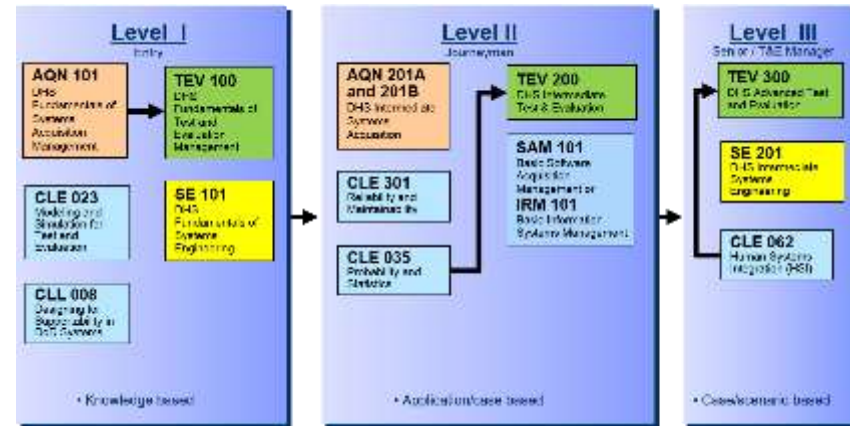 Level I
Entry
AQN 101
DHS
Fundamentals of
Systems
Acquisition
Management
TEV 100
DHS
Fundamentals of
Test and
Evaluation
Management
CLE 023
Modeling and
Simulation for
Test and
Evaluation
SE 101
DHS
Fundamentals of
Systems
Engineering
CLL 008
Designing for
Supportability in
DoD Systems
• Knowledge based
Level II
Journeyman
AQN 201A
and 201B
DHS Intermediate
Systems
Acquisition
TEV 200
DHS Intermediate
Test & Evaluation
CLE 301
Reliability and
Maintainability
SAM 101
Basic Software
Acquisition
Management or
IRM 101
Basic Information
Systems Management
CLE 035
Probability and
Statistics
• Application/case based
Level III
Senior / T&E Manager
TEV 300
DHS Advanced Test
and Evaluation
SE 201
DHS Intermediate
Systems
Engineering
CLE 062
Human Systems
Integration (HSI)
• Case/scenario based